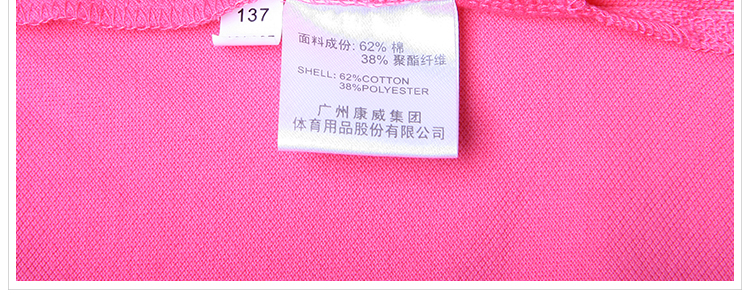 137
面料成份: 62% 棉
38% 聚酯纤维
SHELL: 62%COTTON
38%POLYESTER
广州康威集团
体育用品股份有限公司